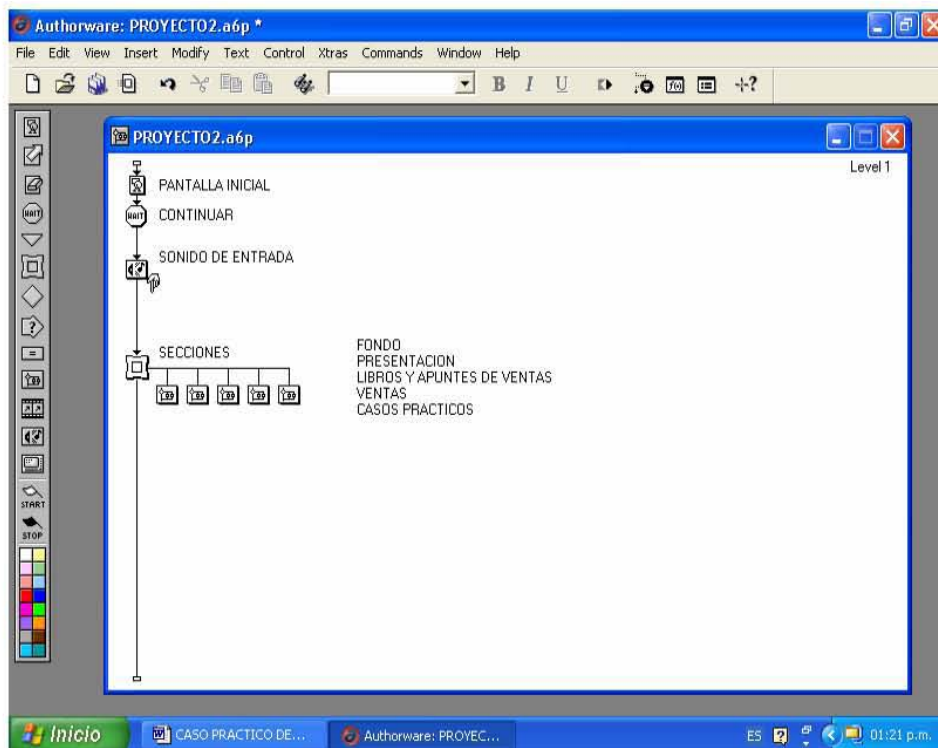 Authorware: PROYECTO2.a6p *
File Edit View Insert Modify Text Control Xtras Commands Window Help
B I U
PROYECTO2.a6p
Level 1
PANTALLA INICIAL
WAIT
CONTINUAR
SONIDO DE ENTRADA
SECCIONES
FONDO
PRESENTACION
LIBROS Y APUNTES DE VENTAS
VENTAS
CASOS PRACTICOS
WAIT
START
STOP
Inicio
CASO PRACTICO DE...
Authorware: PROYEC...
ES
01:21 p.m.